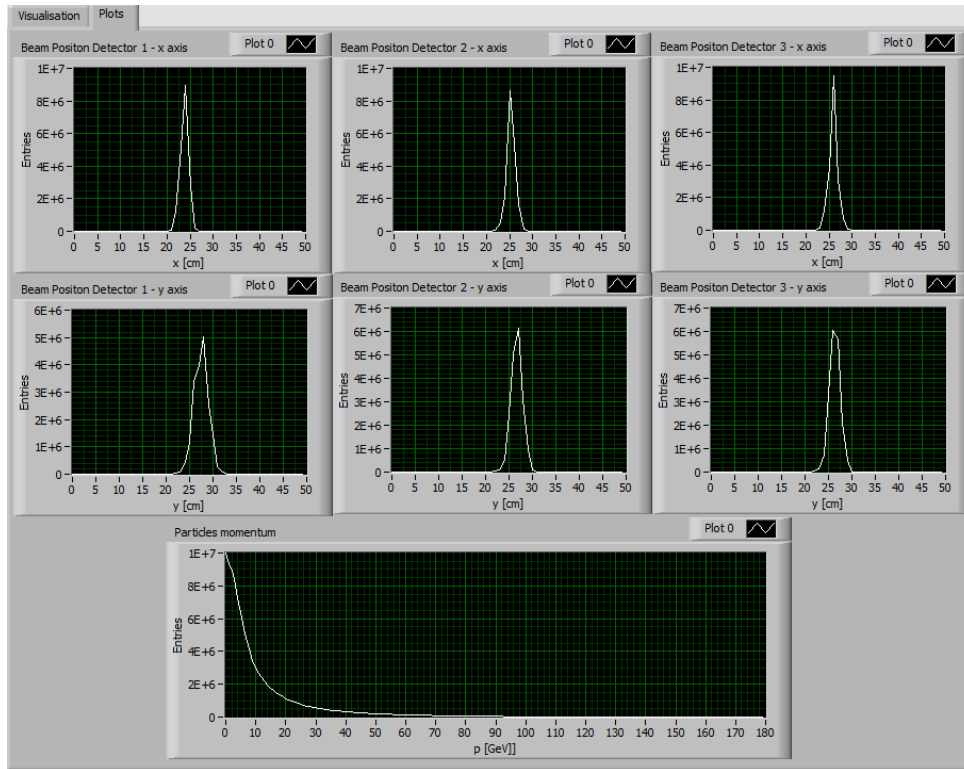 Visualisation Plots
Beam Positon Detector 1 - x axis Plot 0
1E+7
8E+6
6E+6
4E+6
2E+6
0
Entries
0 5 10 15 20 25 30 35 40 45 50
x [cm]
Beam Positon Detector 2 - x axis Plot 0
1E+7
8E+6
6E+6
4E+6
2E+6
0
Entries
0 5 10 15 20 25 30 35 40 45 50
x [cm]
Beam Positon Detector 3 - x axis Plot 0
1E+7
8E+6
6E+6
4E+6
2E+6
0
Entries
0 5 10 15 20 25 30 35 40 45 50
x [cm]
Beam Positon Detector 1 - y axis Plot 0
6E+6
5E+6
4E+6
3E+6
2E+6
1E+6
0
Entries
0 5 10 15 20 25 30 35 40 45 50
y [cm]
Beam Positon Detector 2 - y axis Plot 0
7E+6
6E+6
5E+6
4E+6
3E+6
2E+6
1E+6
0
Entries
0 5 10 15 20 25 30 35 40 45 50
y [cm]
Beam Positon Detector 3 - y axis Plot 0
7E+6
6E+6
5E+6
4E+6
3E+6
2E+6
1E+6
0
Entries
0 5 10 15 20 25 30 35 40 45 50
y [cm]
Particles momentum Plot 0
1E+7
8E+6
6E+6
4E+6
2E+6
0
Entries
0 10 20 30 40 50 60 70 80 90 100 110 120 130 140 150 160 170 180
p [GeV]]